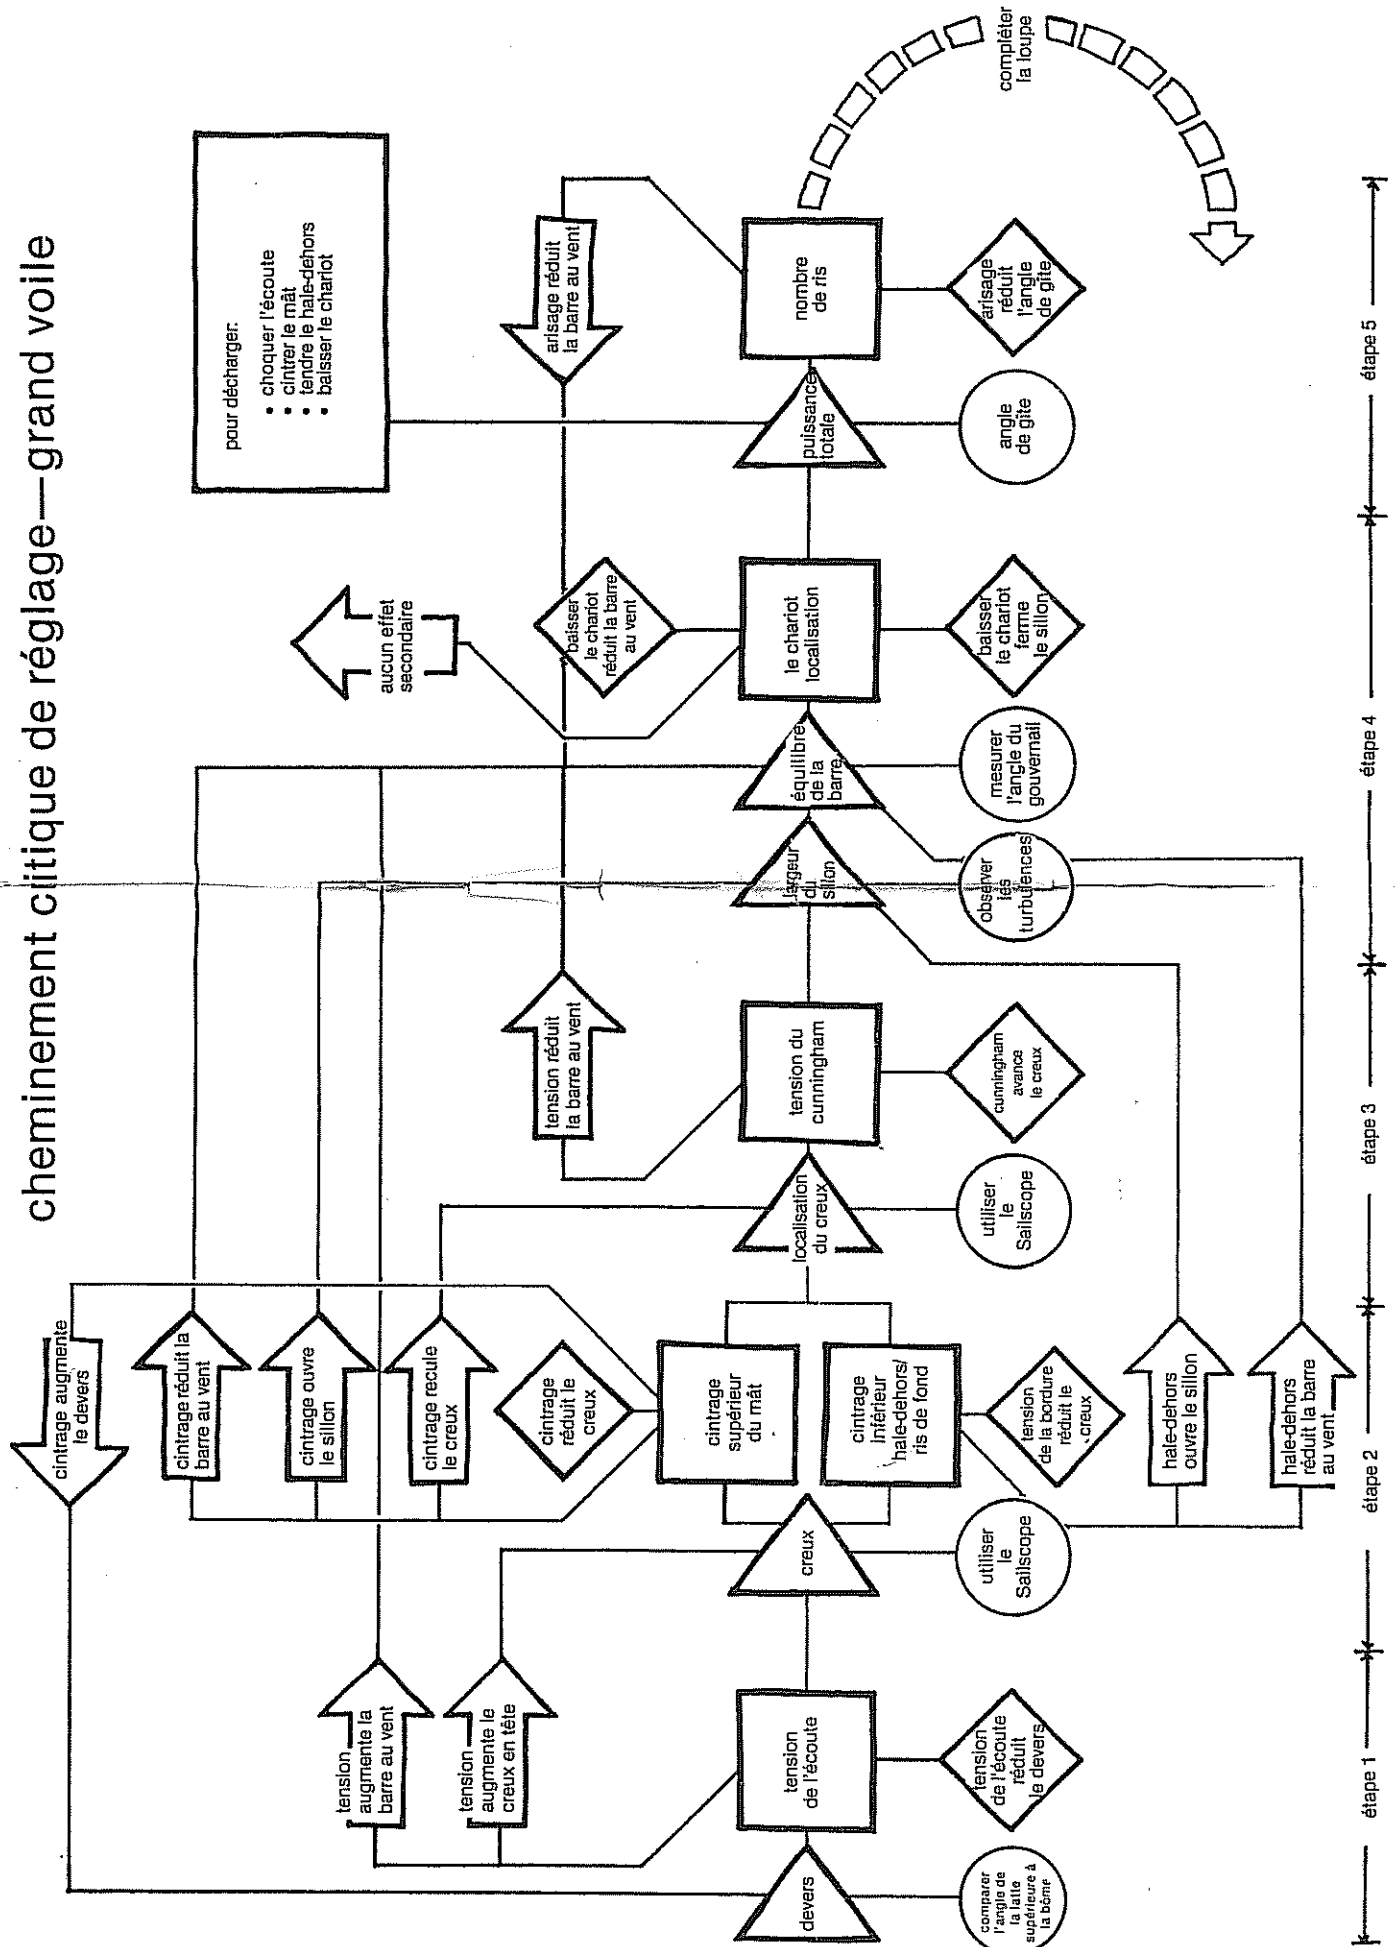 cheminement critique de réglage—grand voile
pour décharger:
• choquer l'écoute
• cintrer le mât
• tendre le hale-dehors
• baisser le chariot
cintrage augmente
le devers
cintrage réduit la
barre au vent
cintrage ouvre
le sillon
cintrage recule
le creux
tension
augmente la
barre au vent
tension
augmente le
creux en tête
tension réduit
la barre au vent
arisage réduit
la barre au vent
aucun effet
secondaire
cintrage
réduit le
creux
baisser
le chariot
réduit la barre
au vent
devers
tension
de l'écoute
creux
cintrage
supérieur
du mât
cintrage
inférieur
hale-dehors/
ris de fond
localisation
du creux
tension du
cunningham
largeur
du
sillon
équilibre
de la
barre
le chariot
localisation
puissance
totale
nombre
de ris
compléter
la loupe
comparer
l'angle de
la latte
supérieure à
la bôme
tension
de l'écoute
réduit
le devers
utiliser
le
Sailscope
tension
de la bordure
réduit le
creux
utiliser
le
Sailscope
cunningham
avance
le creux
observer
les
turbulences
mesurer
l'angle du
gouvernail
baisser
le chariot
ferme
le sillon
angle
de gîte
arisage
réduit
l'angle
de gîte
hale-dehors
ouvre le sillon
hale-dehors
réduit la barre
au vent
étape 1
étape 2
étape 3
étape 4
étape 5